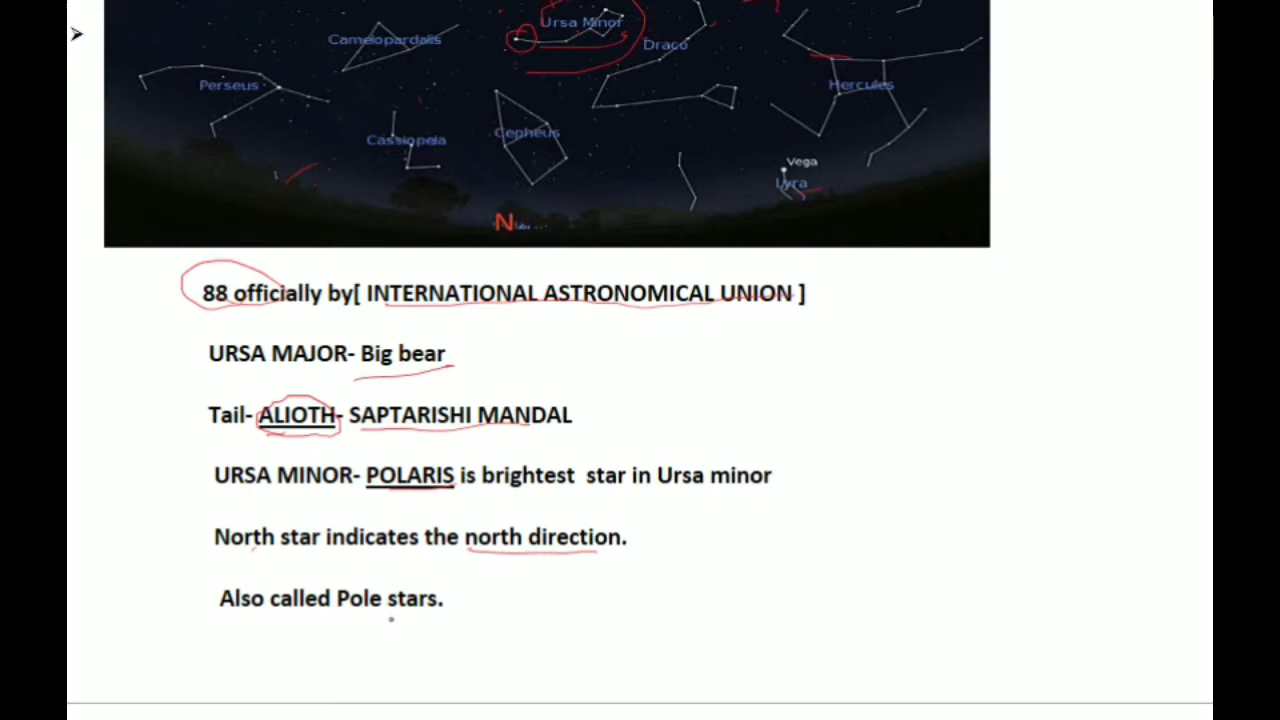 Ursa Minor
Camelopardalis
Draco
Perseus
Hercules
Cepheus
Cassiopeia
Vega
Lyra
N
88 officially by[ INTERNATIONAL ASTRONOMICAL UNION ]
URSA MAJOR- Big bear
Tail- ALIOTH- SAPTARISHI MANDAL
URSA MINOR- POLARIS is brightest star in Ursa minor
North star indicates the north direction.
Also called Pole stars.